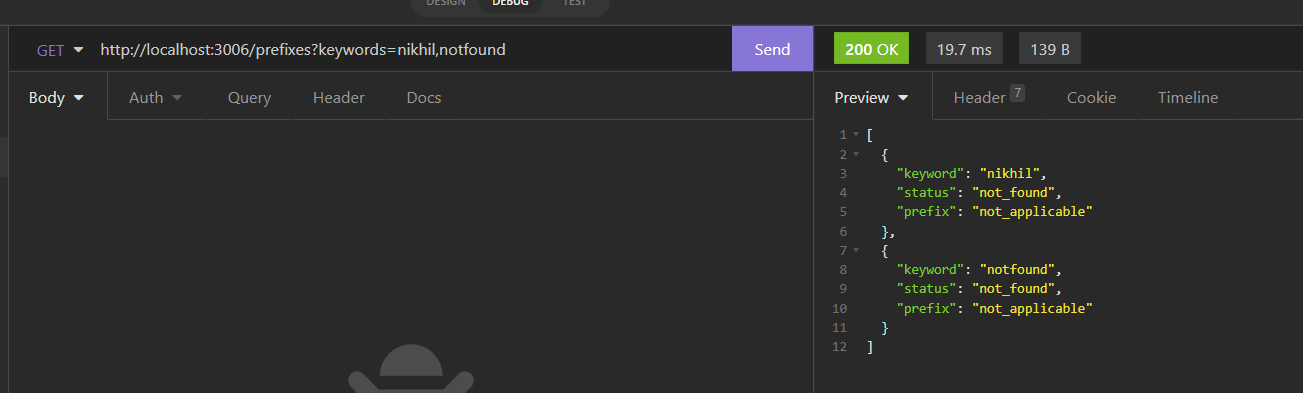 DESIGN DEBUG TEST
GET http://localhost:3006/prefixes?keywords=nikhil,notfound Send 200 OK 19.7 ms 139 B
Body Auth Query Header Docs Preview Header 7 Cookie Timeline
1 [
2 {
3 "keyword": "nikhil",
4 "status": "not_found",
5 "prefix": "not_applicable"
6 },
7 {
8 "keyword": "notfound",
9 "status": "not_found",
10 "prefix": "not_applicable"
11 }
12 ]